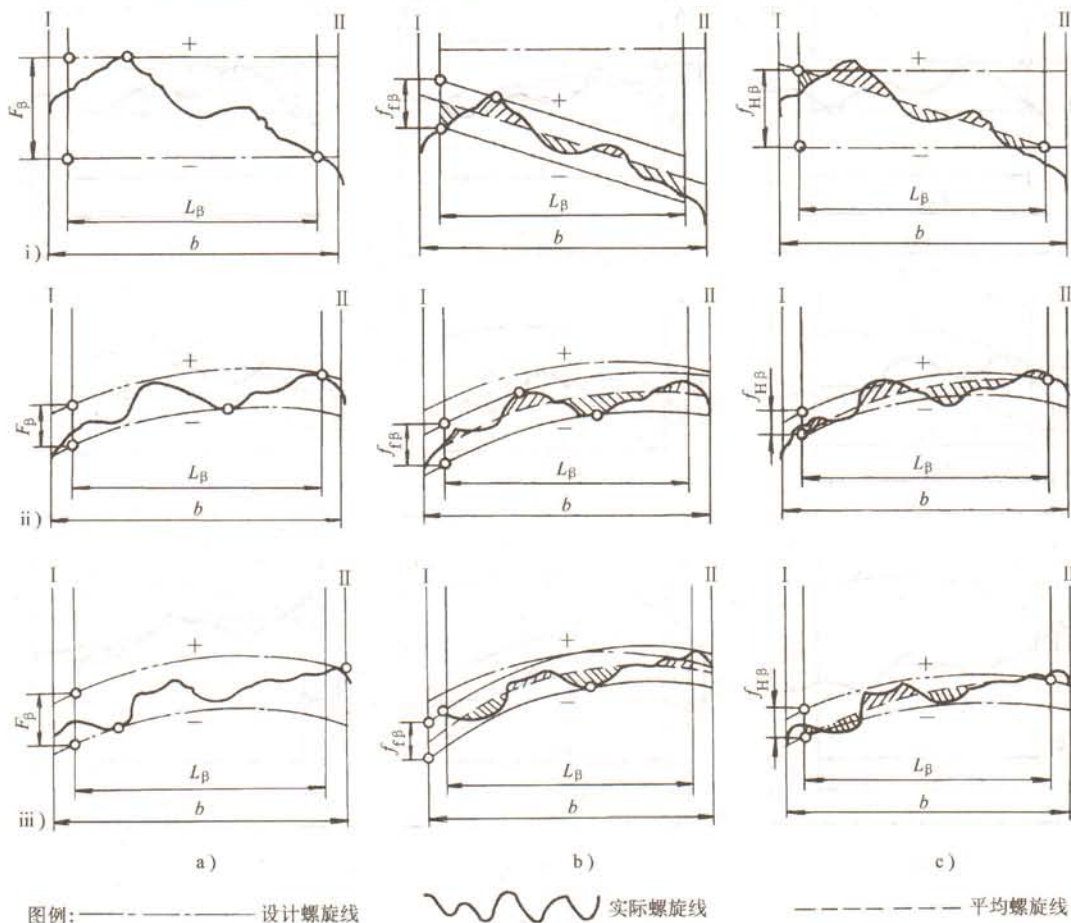 I II I II I II
+ + +
Fβ ffβ fHβ
− − −
Lβ Lβ Lβ
b b b
i)
I II I II I II
+ + +
Fβ ffβ fHβ
− − −
Lβ Lβ Lβ
b b b
ii)
I II I II I II
+ + +
Fβ ffβ fHβ
− − −
Lβ Lβ Lβ
b b b
iii)
a) b) c)
图例: 设计螺旋线 实际螺旋线 平均螺旋线